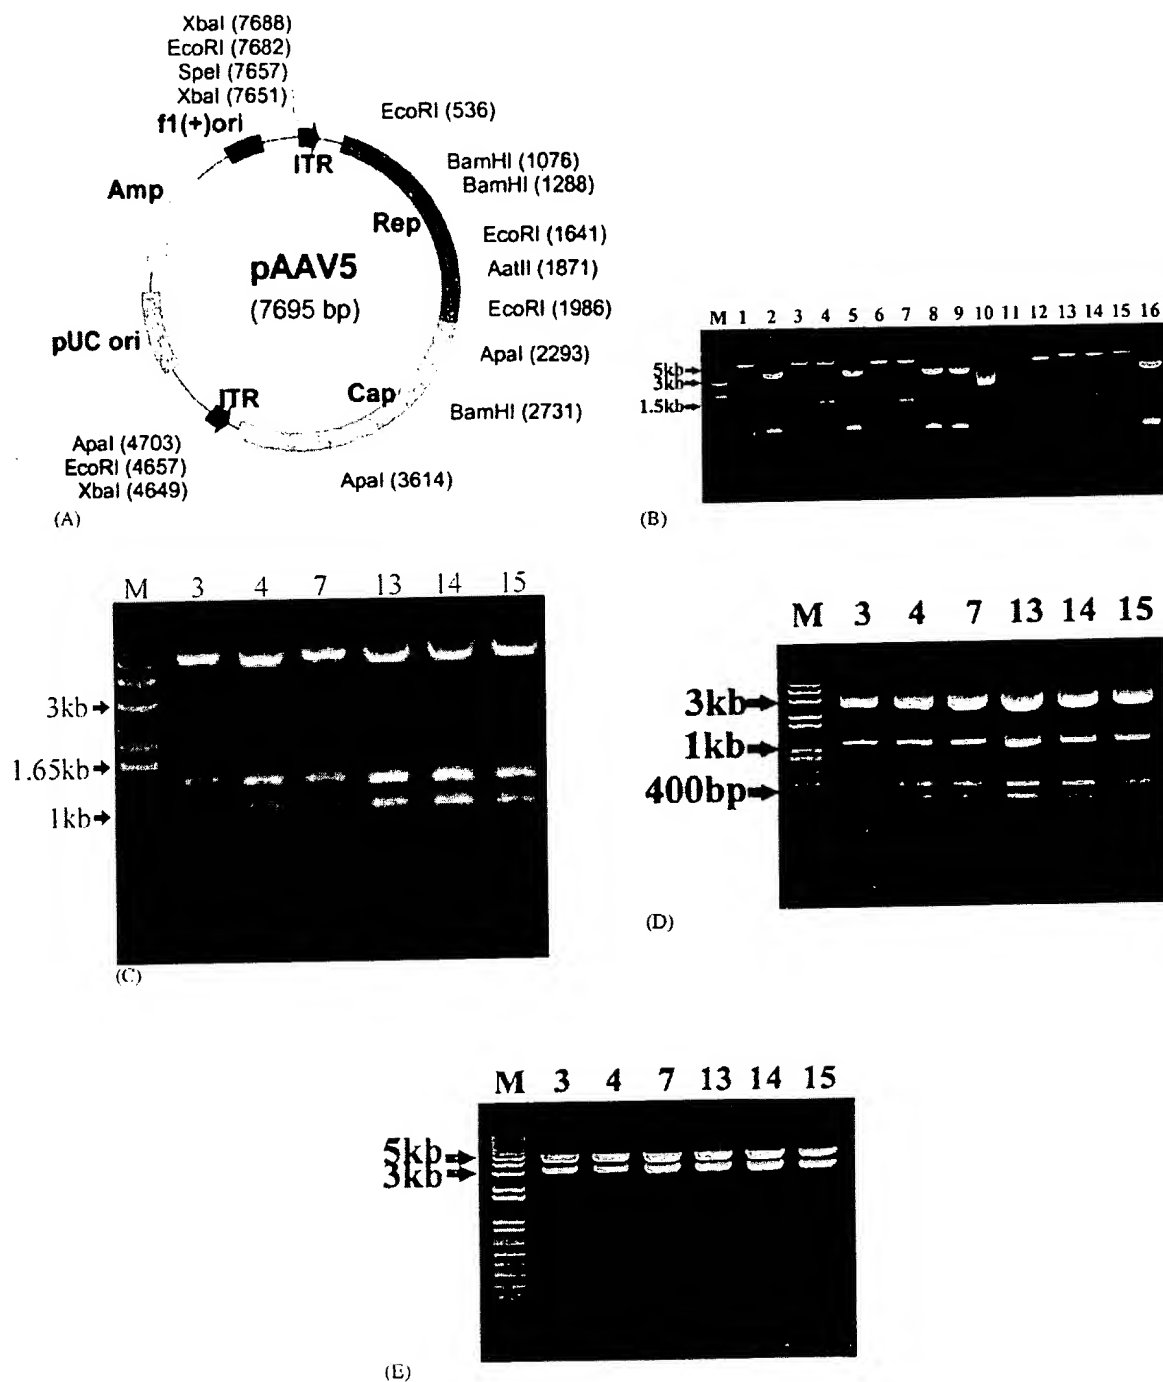 XbaI (7688)
EcoRI (7682)
SpeI (7657)
XbaI (7651)
f1(+)ori
ITR
EcoRI (536)
BamHI (1076)
BamHI (1288)
Amp
Rep
EcoRI (1641)
AatII (1871)
EcoRI (1986)
pAAV5
(7695 bp)
pUC ori
ApaI (2293)
ITR
Cap
BamHI (2731)
ApaI (4703)
EcoRI (4657)
XbaI (4649)
ApaI (3614)
(A)
M 1 2 3 4 5 6 7 8 9 10 11 12 13 14 15 16
5kb
3kb
1.5kb
(B)
M 3 4 7 13 14 15
3kb
1.65kb
1kb
(C)
M 3 4 7 13 14 15
3kb
1kb
400bp
(D)
M 3 4 7 13 14 15
5kb
3kb
(E)